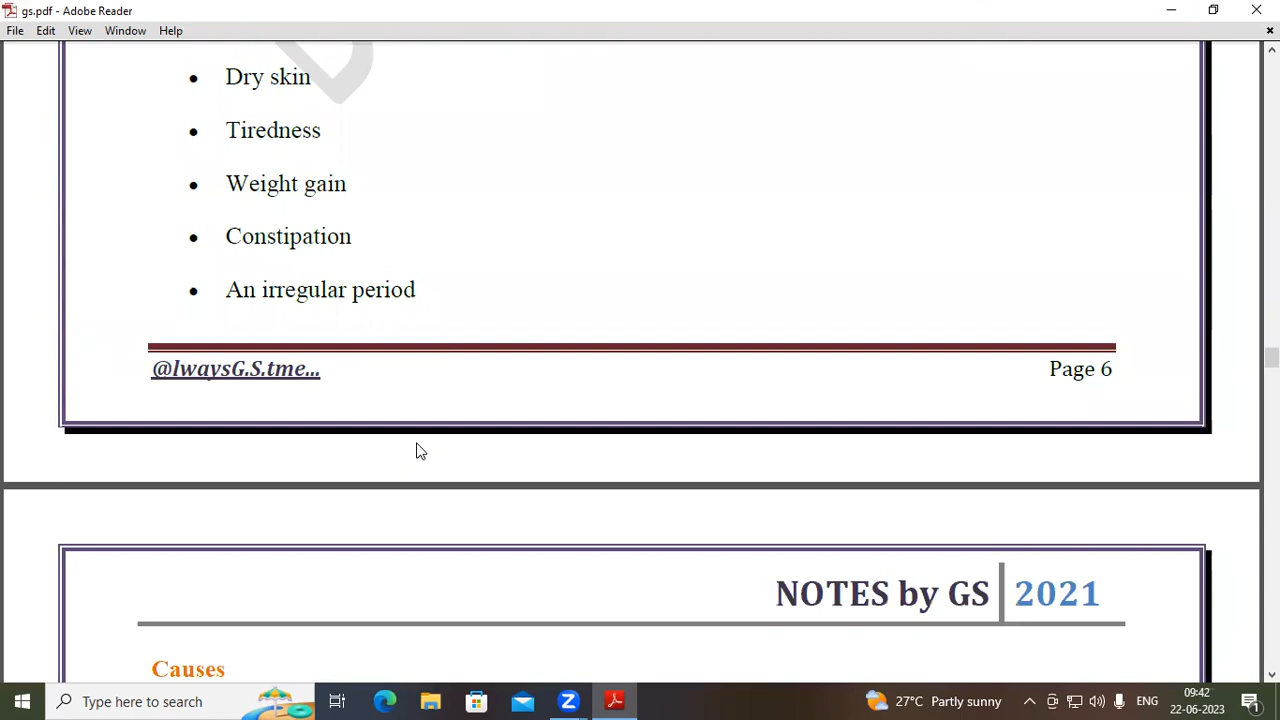 gs.pdf - Adobe Reader
File Edit View Window Help
• Dry skin
• Tiredness
• Weight gain
• Constipation
• An irregular period
@lwaysG.S.tme... Page 6
NOTES by GS 2021
Causes
Type here to search
27°C Partly sunny
ENG
09:42
22-06-2023
1